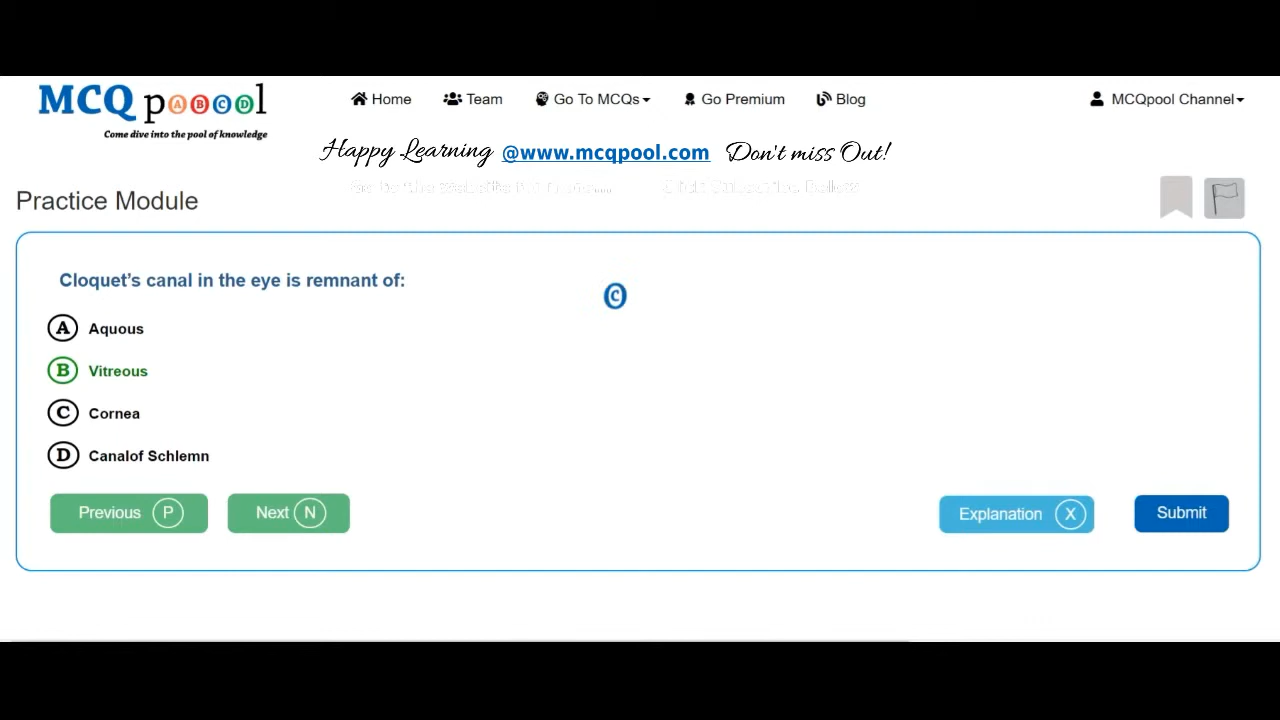 MCQ pooool
Come dive into the pool of knowledge
Home Team Go To MCQs Go Premium Blog MCQpool Channel
Happy Learning @www.mcqpool.com Don't miss Out!
Practice Module
Cloquet’s canal in the eye is remnant of:
C
A Aquous
B Vitreous
C Cornea
D Canalof Schlemn
Previous P Next N Explanation X Submit